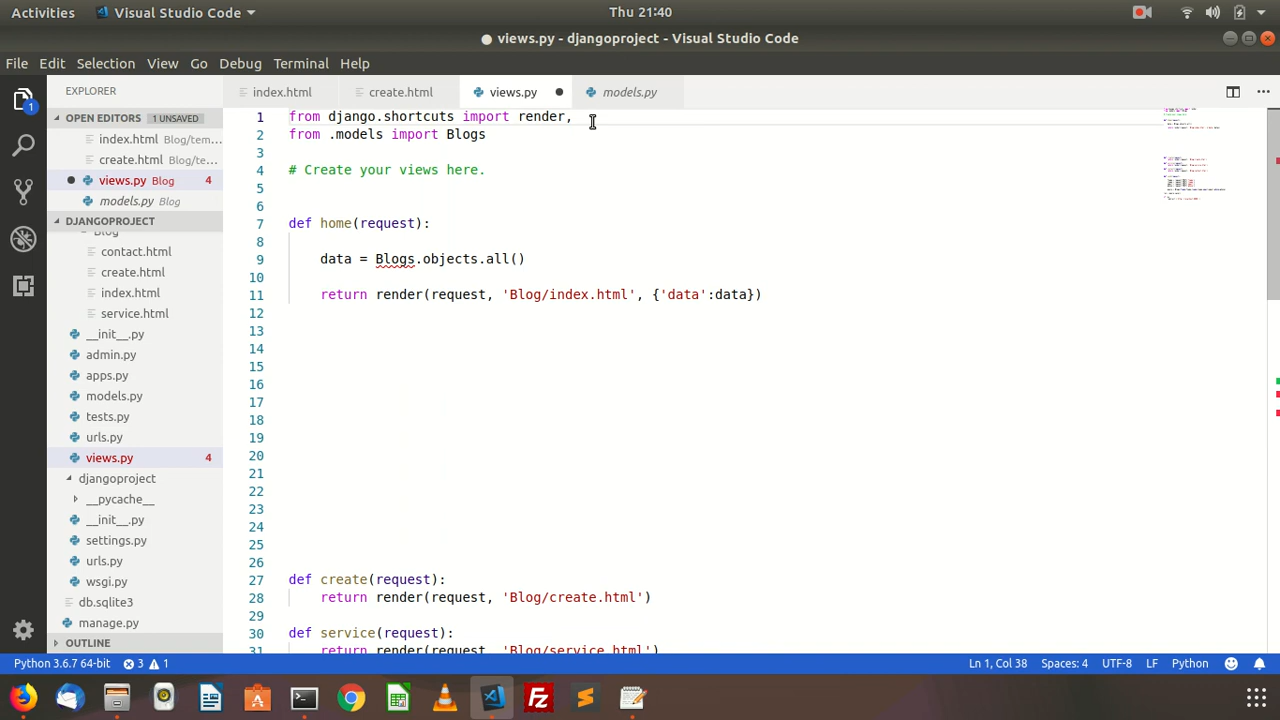 Activities Visual Studio Code Thu 21:40
● views.py - djangoproject - Visual Studio Code
File Edit Selection View Go Debug Terminal Help
EXPLORER index.html create.html views.py models.py
OPEN EDITORS 1 UNSAVED
index.html Blog/tem...
create.html Blog/te...
views.py Blog 4
models.py Blog
DJANGOPROJECT
Blog
contact.html
create.html
index.html
service.html
__init__.py
admin.py
apps.py
models.py
tests.py
urls.py
views.py 4
djangoproject
__pycache__
__init__.py
settings.py
urls.py
wsgi.py
db.sqlite3
manage.py
OUTLINE
1 from django.shortcuts import render,
2 from .models import Blogs
3
4 # Create your views here.
5
6
7 def home(request):
8
9 data = Blogs.objects.all()
10
11 return render(request, 'Blog/index.html', {'data':data})
12
13
14
15
16
17
18
19
20
21
22
23
24
25
26
27 def create(request):
28 return render(request, 'Blog/create.html')
29
30 def service(request):
31 return render(request, 'Blog/service.html')
Python 3.6.7 64-bit 3 1 Ln 1, Col 38 Spaces: 4 UTF-8 LF Python